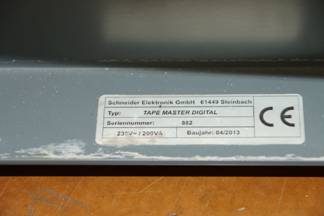 Schneider Elektronik GmbH 61449 Steinbach
Typ: TAPE MASTER DIGITAL
Seriennummer: 882
230V~ / 200VA Baujahr: 04/2013
CE